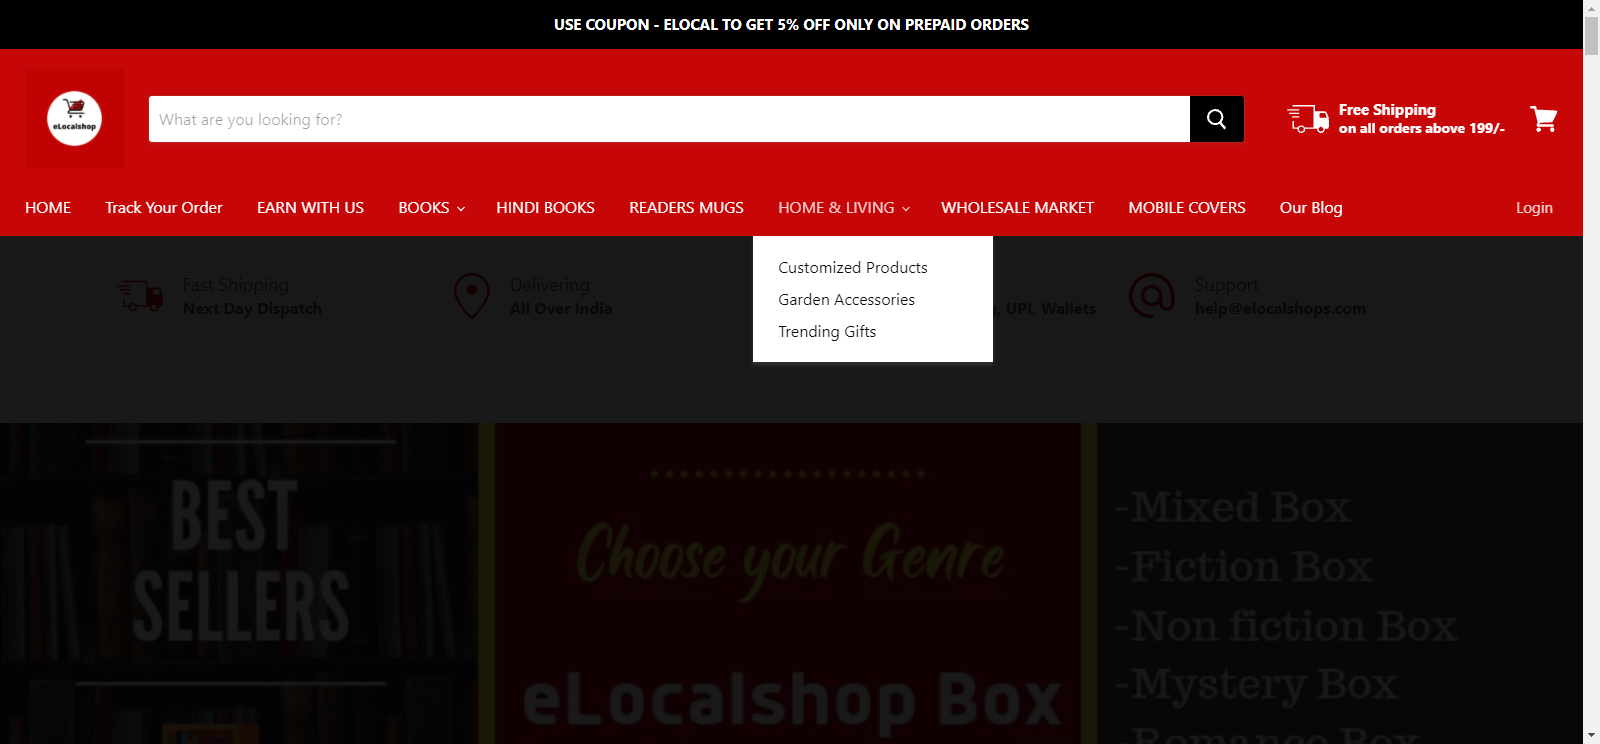 USE COUPON - ELOCAL TO GET 5% OFF ONLY ON PREPAID ORDERS
eLocalshop
What are you looking for?
Free Shipping
on all orders above 199/-
HOME
Track Your Order
EARN WITH US
BOOKS
HINDI BOOKS
READERS MUGS
HOME & LIVING
WHOLESALE MARKET
MOBILE COVERS
Our Blog
Login
Customized Products
Garden Accessories
Trending Gifts
Fast Shipping
Next Day Dispatch
Delivering
All Over India
, UPI, Wallets
Support
help@elocalshops.com
BEST
SELLERS
Choose your Genre
eLocalshop Box
-Mixed Box
-Fiction Box
-Non fiction Box
-Mystery Box
-Romance Box